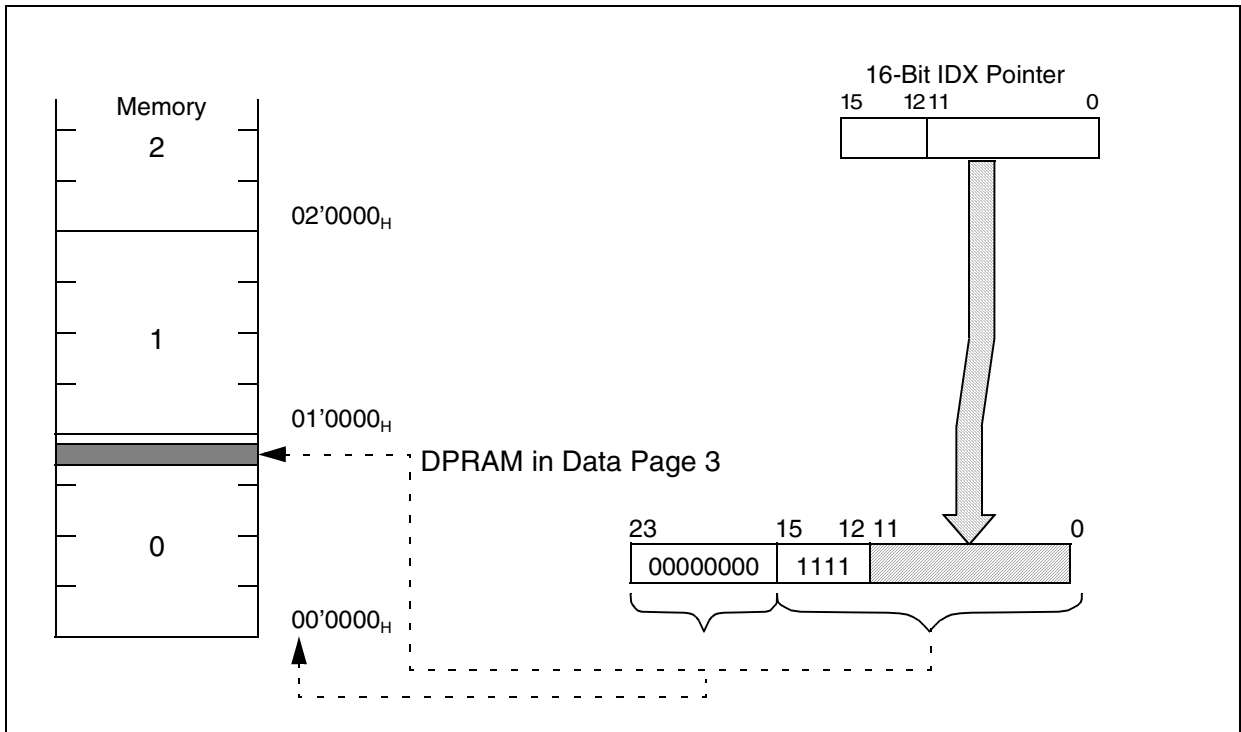 16-Bit IDX Pointer
15 12 11 0
Memory
2
02'0000H
1
01'0000H
DPRAM in Data Page 3
23 15 12 11 0
00000000 1111
0
00'0000H